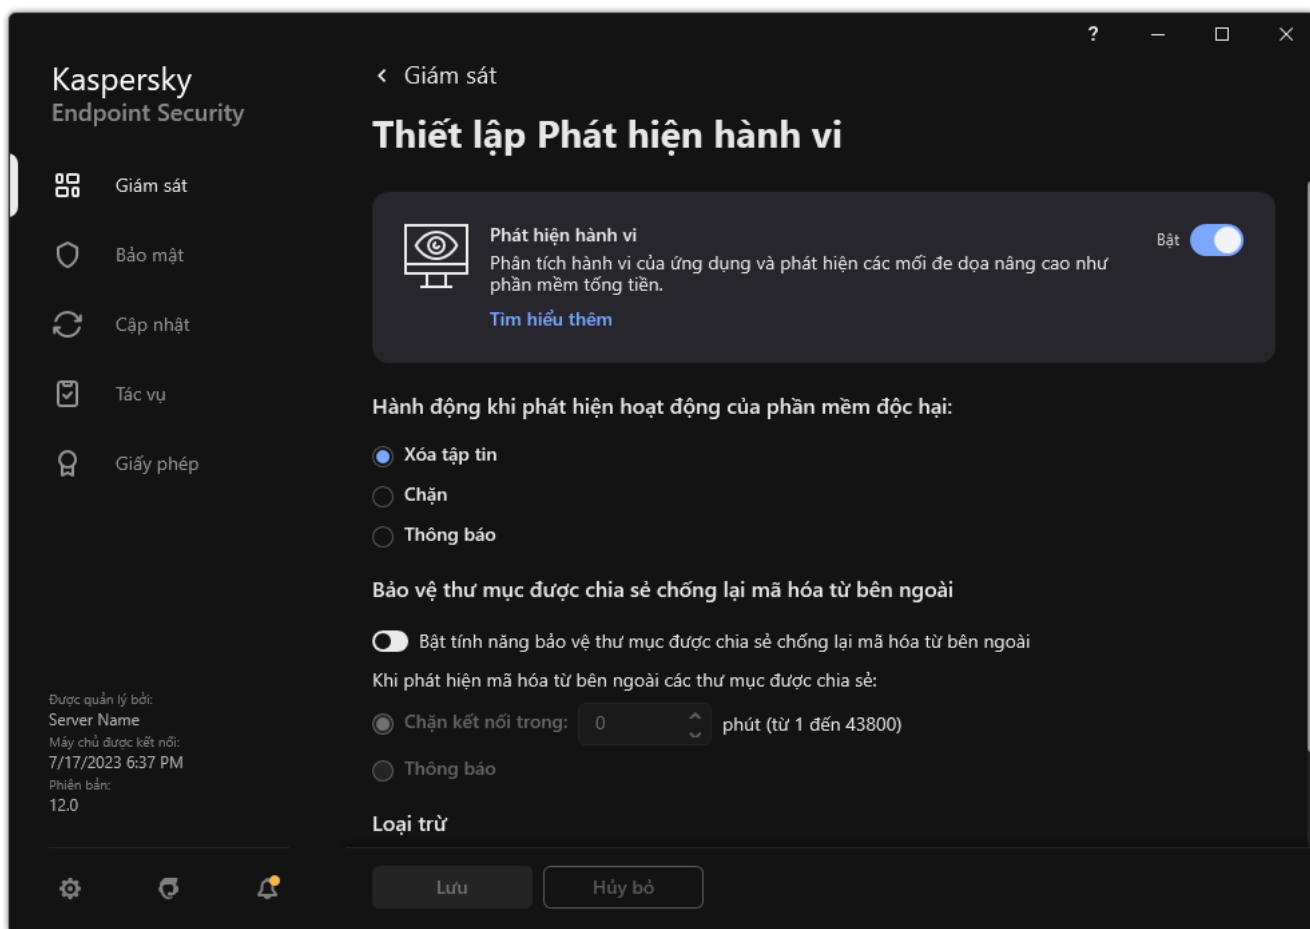 ?
Kaspersky
Endpoint Security
Giám sát
Bảo mật
Cập nhật
Tác vụ
Giấy phép
Được quản lý bởi:
Server Name
Máy chủ được kết nối:
7/17/2023 6:37 PM
Phiên bản:
12.0
Giám sát
Thiết lập Phát hiện hành vi
Phát hiện hành vi
Bật
Phân tích hành vi của ứng dụng và phát hiện các mối đe dọa nâng cao như
phần mềm tống tiền.
Tìm hiểu thêm
Hành động khi phát hiện hoạt động của phần mềm độc hại:
Xóa tập tin
Chặn
Thông báo
Bảo vệ thư mục được chia sẻ chống lại mã hóa từ bên ngoài
Bật tính năng bảo vệ thư mục được chia sẻ chống lại mã hóa từ bên ngoài
Khi phát hiện mã hóa từ bên ngoài các thư mục được chia sẻ:
Chặn kết nối trong: 0 phút (từ 1 đến 43800)
Thông báo
Loại trừ
Lưu
Hủy bỏ